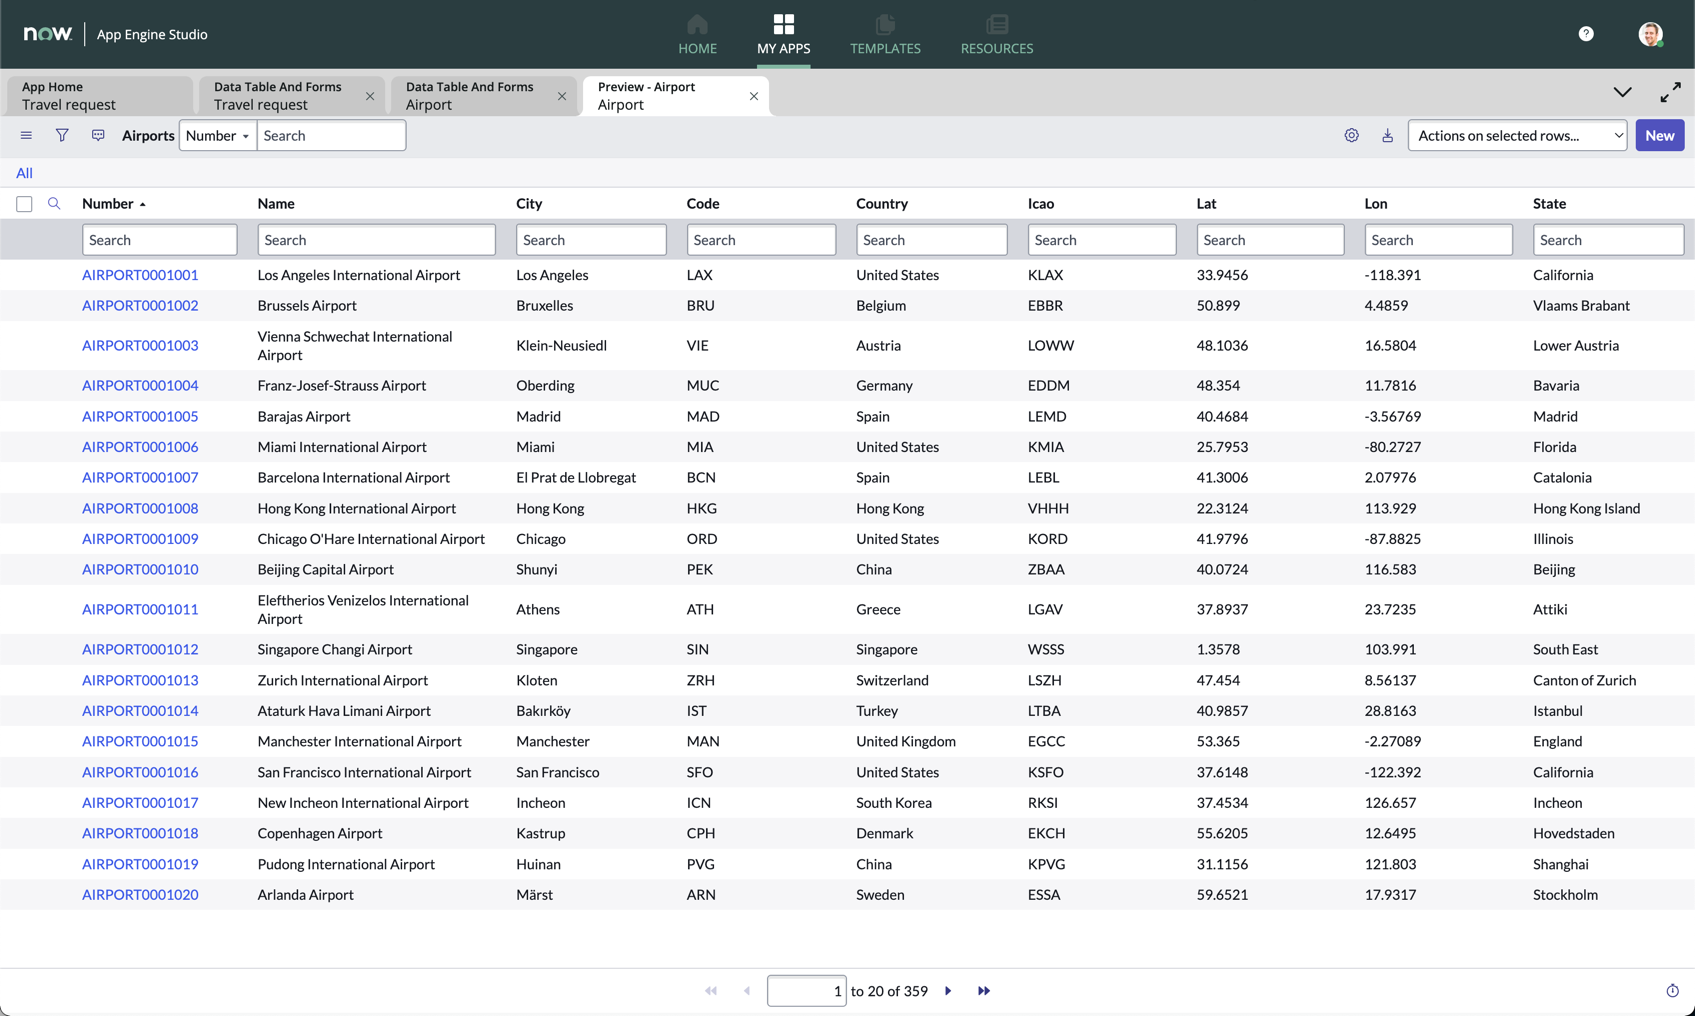 now. App Engine Studio
HOME MY APPS TEMPLATES RESOURCES
?
App Home
Travel request
Data Table And Forms
Travel request
Data Table And Forms
Airport
Preview - Airport
Airport
Airports Number Search Actions on selected rows... New
All
Number Name City Code Country Icao Lat Lon State
Search Search Search Search Search Search Search Search Search
AIRPORT0001001 Los Angeles International Airport Los Angeles LAX United States KLAX 33.9456 -118.391 California
AIRPORT0001002 Brussels Airport Bruxelles BRU Belgium EBBR 50.899 4.4859 Vlaams Brabant
AIRPORT0001003 Vienna Schwechat International Airport Klein-Neusiedl VIE Austria LOWW 48.1036 16.5804 Lower Austria
AIRPORT0001004 Franz-Josef-Strauss Airport Oberding MUC Germany EDDM 48.354 11.7816 Bavaria
AIRPORT0001005 Barajas Airport Madrid MAD Spain LEMD 40.4684 -3.56769 Madrid
AIRPORT0001006 Miami International Airport Miami MIA United States KMIA 25.7953 -80.2727 Florida
AIRPORT0001007 Barcelona International Airport El Prat de Llobregat BCN Spain LEBL 41.3006 2.07976 Catalonia
AIRPORT0001008 Hong Kong International Airport Hong Kong HKG Hong Kong VHHH 22.3124 113.929 Hong Kong Island
AIRPORT0001009 Chicago O'Hare International Airport Chicago ORD United States KORD 41.9796 -87.8825 Illinois
AIRPORT0001010 Beijing Capital Airport Shunyi PEK China ZBAA 40.0724 116.583 Beijing
AIRPORT0001011 Eleftherios Venizelos International Airport Athens ATH Greece LGAV 37.8937 23.7235 Attiki
AIRPORT0001012 Singapore Changi Airport Singapore SIN Singapore WSSS 1.3578 103.991 South East
AIRPORT0001013 Zurich International Airport Kloten ZRH Switzerland LSZH 47.454 8.56137 Canton of Zurich
AIRPORT0001014 Ataturk Hava Limani Airport Bakırköy IST Turkey LTBA 40.9857 28.8163 Istanbul
AIRPORT0001015 Manchester International Airport Manchester MAN United Kingdom EGCC 53.365 -2.27089 England
AIRPORT0001016 San Francisco International Airport San Francisco SFO United States KSFO 37.6148 -122.392 California
AIRPORT0001017 New Incheon International Airport Incheon ICN South Korea RKSI 37.4534 126.657 Incheon
AIRPORT0001018 Copenhagen Airport Kastrup CPH Denmark EKCH 55.6205 12.6495 Hovedstaden
AIRPORT0001019 Pudong International Airport Huinan PVG China KPVG 31.1156 121.803 Shanghai
AIRPORT0001020 Arlanda Airport Märst ARN Sweden ESSA 59.6521 17.9317 Stockholm
1 to 20 of 359